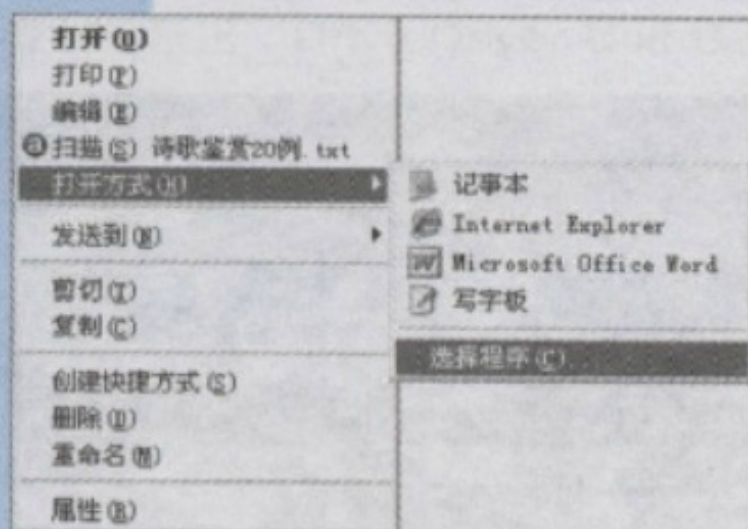 打开(O)
打印(P)
编辑(E)
扫描(S) 诗歌鉴赏20例.txt
打开方式(H)
发送到(N)
剪切(T)
复制(C)
创建快捷方式(S)
删除(D)
重命名(M)
属性(R)
记事本
Internet Explorer
Microsoft Office Word
写字板
选择程序(C)...